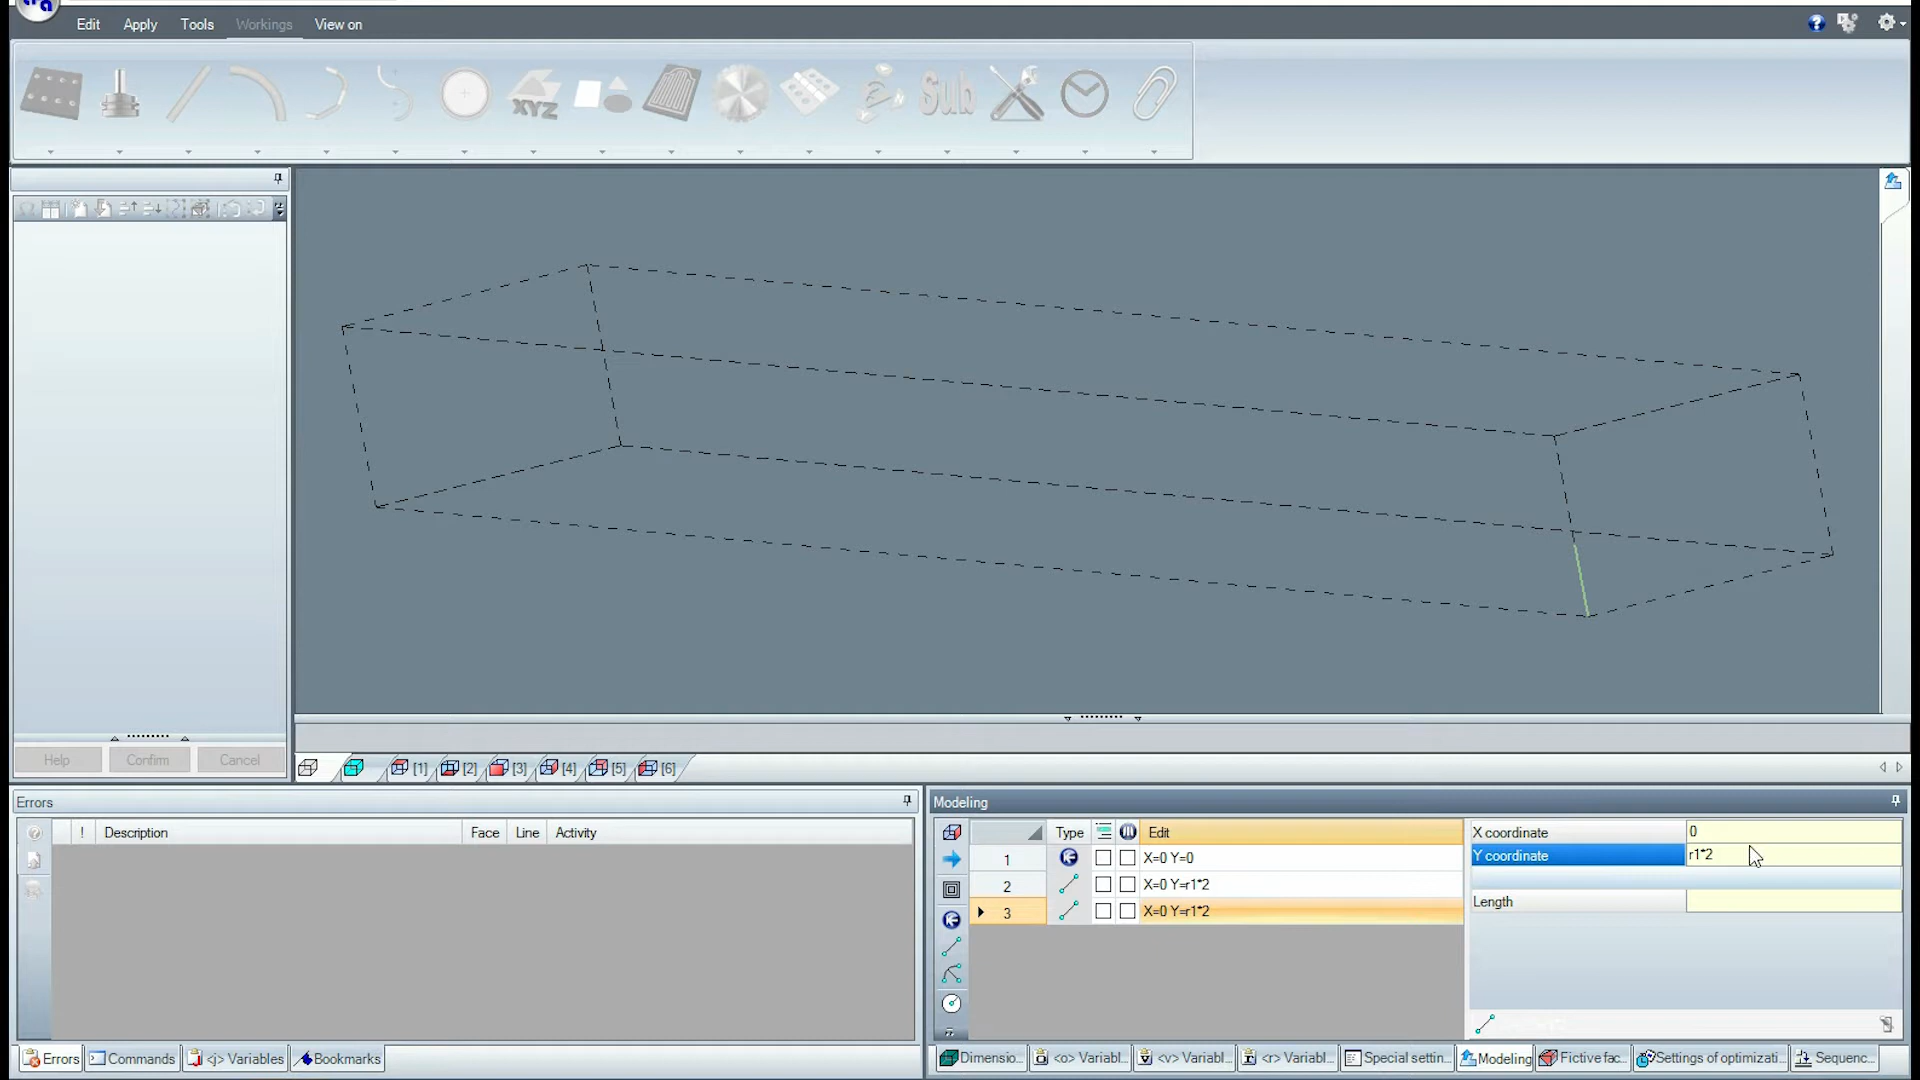 Edit Apply Tools Workings View on
XYZ Sub
Help Confirm Cancel
[1] [2] [3] [4] [5] [6]
Errors
! Description Face Line Activity
Errors Commands <j> Variables Bookmarks
Modeling
Type Edit
1 X=0 Y=0
2 X=0 Y=r1*2
3 X=0 Y=r1*2
X coordinate 0
Y coordinate r1*2
Length
Dimensio... <o> Variabl... <v> Variabl... <r> Variabl... Special settin... Modeling Fictive fac... Settings of optimizati... Sequenc...